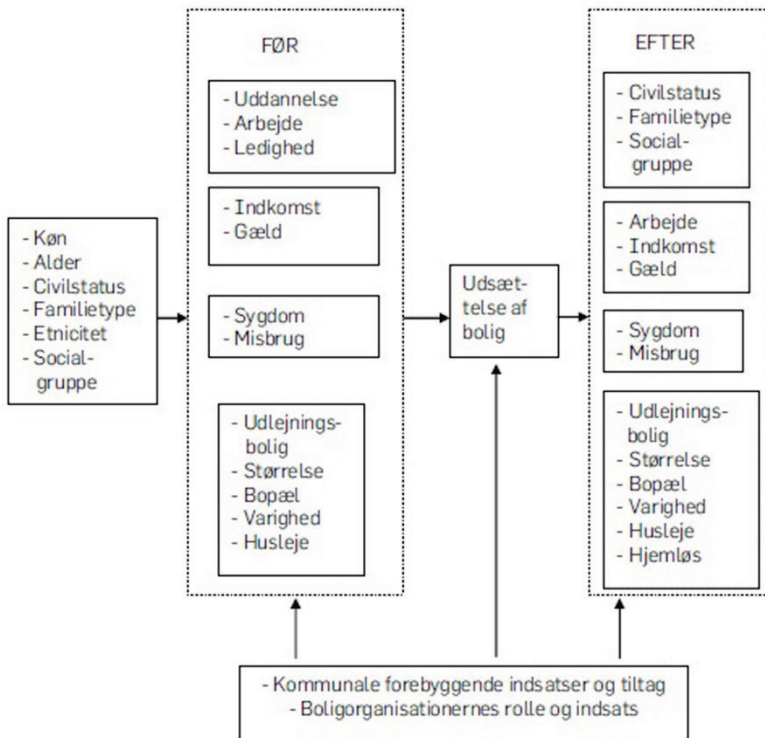 - Køn
- Alder
- Civilstatus
- Familietype
- Etnicitet
- Social-
gruppe
FØR
- Uddannelse
- Arbejde
- Ledighed
- Indkomst
- Gæld
- Sygdom
- Misbrug
- Udlejnings-
bolig
- Størrelse
- Bopæl
- Varighed
- Husleje
Udsæt-
telse af
bolig
EFTER
- Civilstatus
- Familietype
- Social-
gruppe
- Arbejde
- Indkomst
- Gæld
- Sygdom
- Misbrug
- Udlejnings-
bolig
- Størrelse
- Bopæl
- Varighed
- Husleje
- Hjemløs
- Kommunale forebyggende indsatser og tiltag
- Boligorganisationernes rolle og indsats